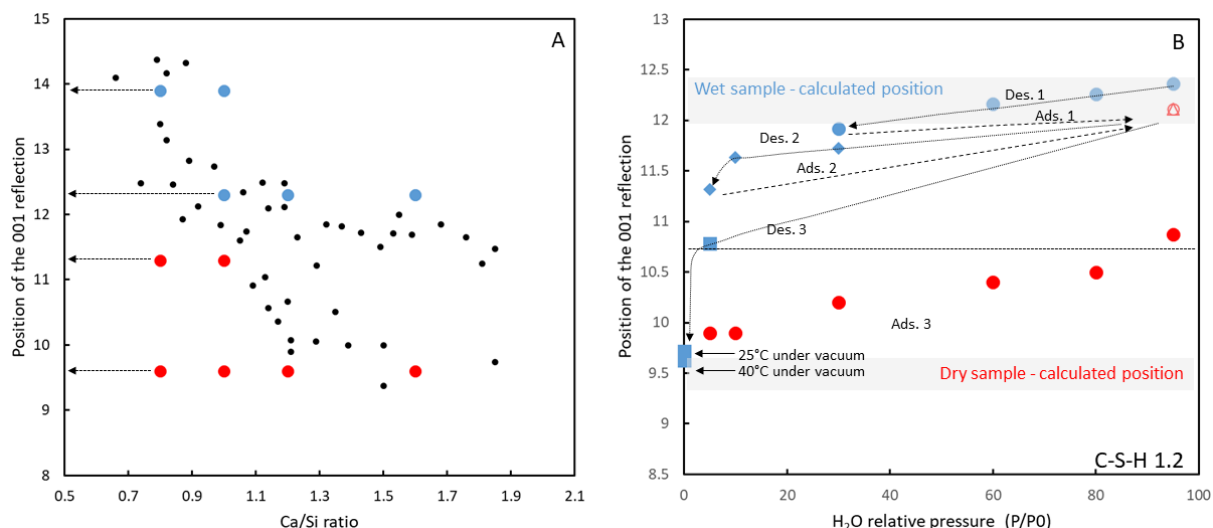 A
Position of the 001 reflection
15
14
13
12
11
10
9
8
0.5 0.7 0.9 1.1 1.3 1.5 1.7 1.9 2.1
Ca/Si ratio
B
Position of the 001 reflection
13
12.5
12
11.5
11
10.5
10
9.5
9
8.5
Wet sample - calculated position
Des. 1
Ads. 1
Des. 2
Ads. 2
Des. 3
Ads. 3
25°C under vacuum
40°C under vacuum
Dry sample - calculated position
C-S-H 1.2
0 20 40 60 80 100
H₂O relative pressure (P/P0)